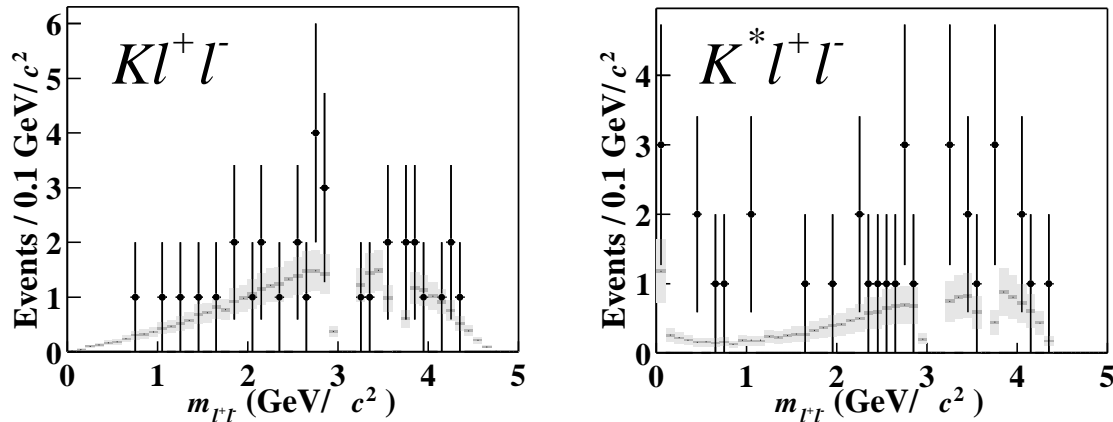 Kl⁺l⁻
Events / 0.1 GeV/c²
6
5
4
3
2
1
0
0 1 2 3 4 5
m_{l⁺l⁻} (GeV/ c²)
K*l⁺l⁻
Events / 0.1 GeV/c²
4
3
2
1
0
0 1 2 3 4 5
m_{l⁺l⁻} (GeV/ c²)